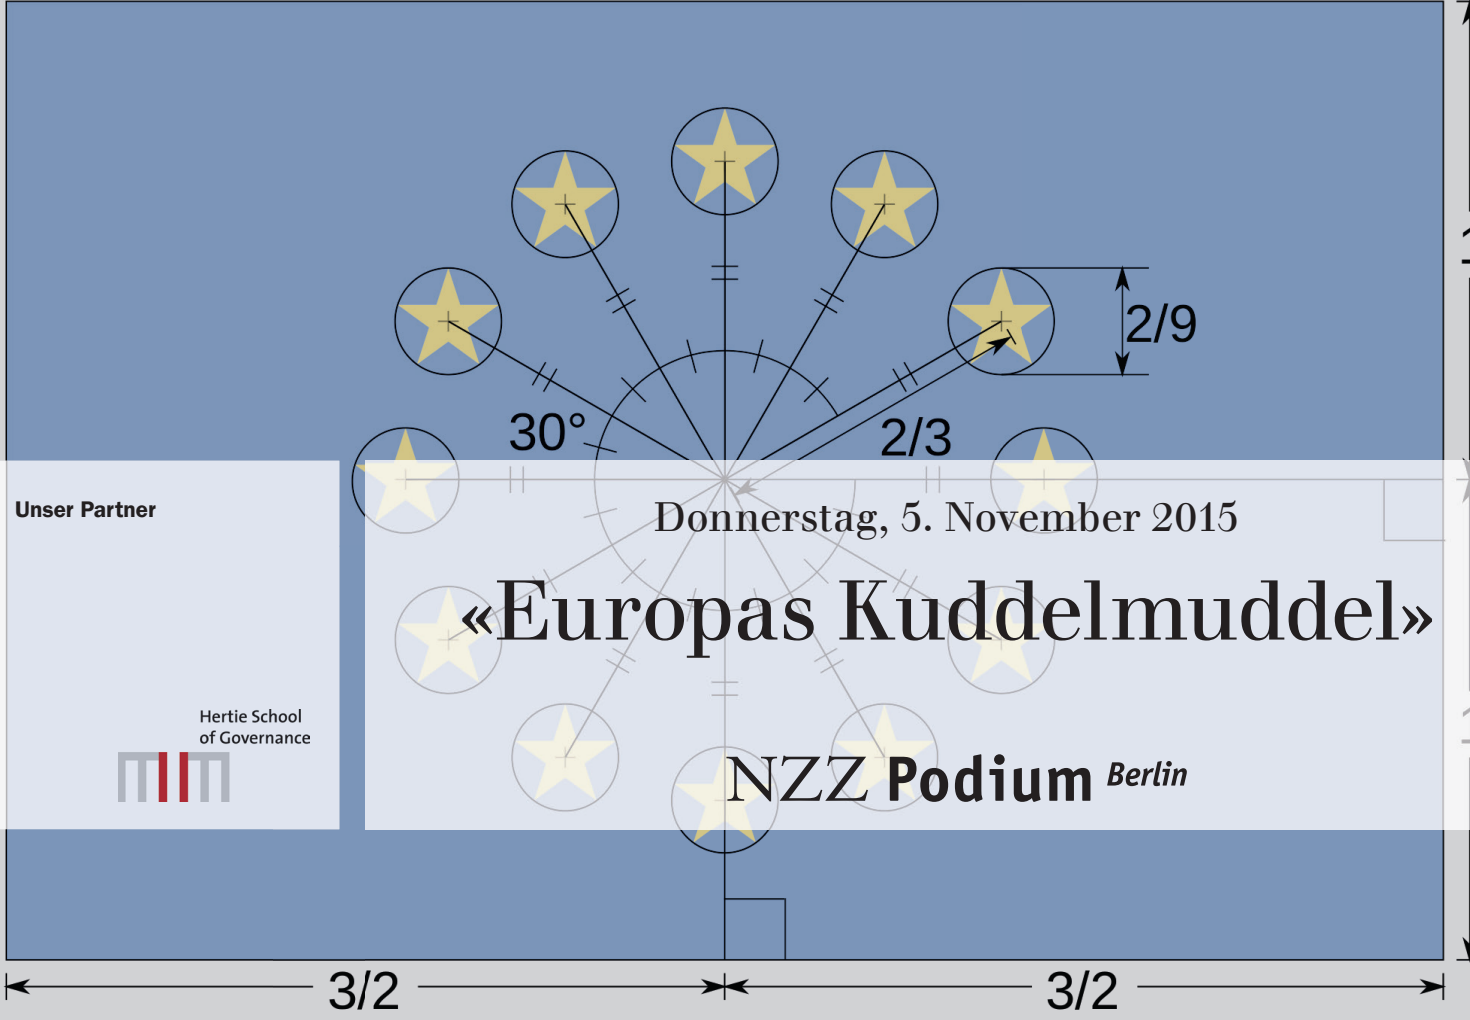 2/9
30°
2/3
Unser Partner
Donnerstag, 5. November 2015
«Europas Kuddelmuddel»
Hertie School
of Governance
NZZ Podium Berlin
3/2
3/2